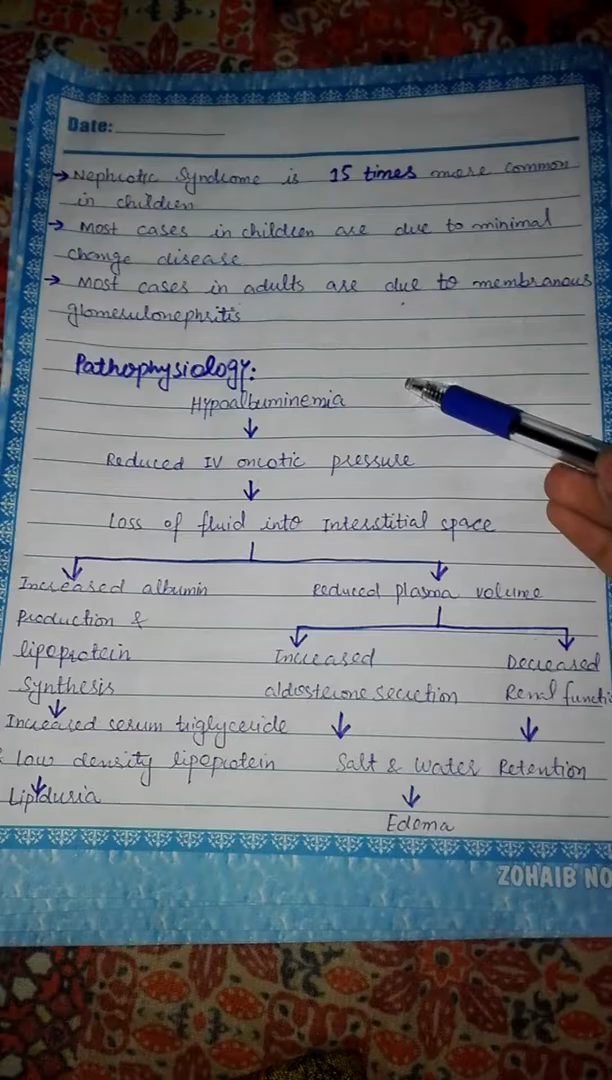 Date:
→ Nephrotic Syndrome is 15 times more common
in children
→ Most cases in children are due to minimal
change disease
→ Most cases in adults are due to membranous
glomerulonephritis
Pathophysiology:
Hypoalbuminemia
↓
Reduced IV oncotic pressure
↓
Loss of fluid into Interstitial space
Increased albumin
Production &
lipoprotein
Synthesis
↓
Increased serum triglyceride
& low density lipoprotein
↓
Lipiduria
Reduced plasma volume
Increased
aldosterone secretion
↓
Decreased
Renal functi
↓
Salt & Water Retention
↓
Edema
ZOHAIB NO